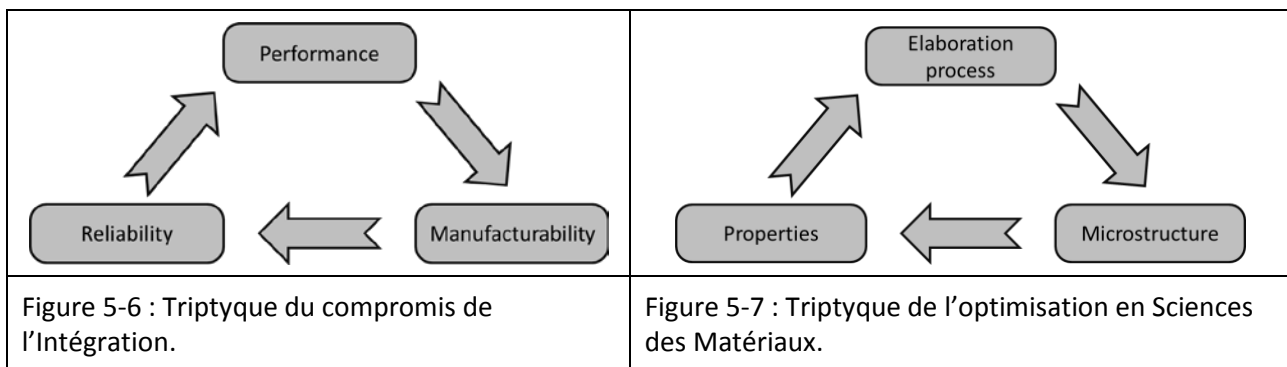 Performance
Reliability
Manufacturability
Figure 5-6 : Triptyque du compromis de
l’Intégration.
Elaboration
process
Properties
Microstructure
Figure 5-7 : Triptyque de l’optimisation en Sciences
des Matériaux.